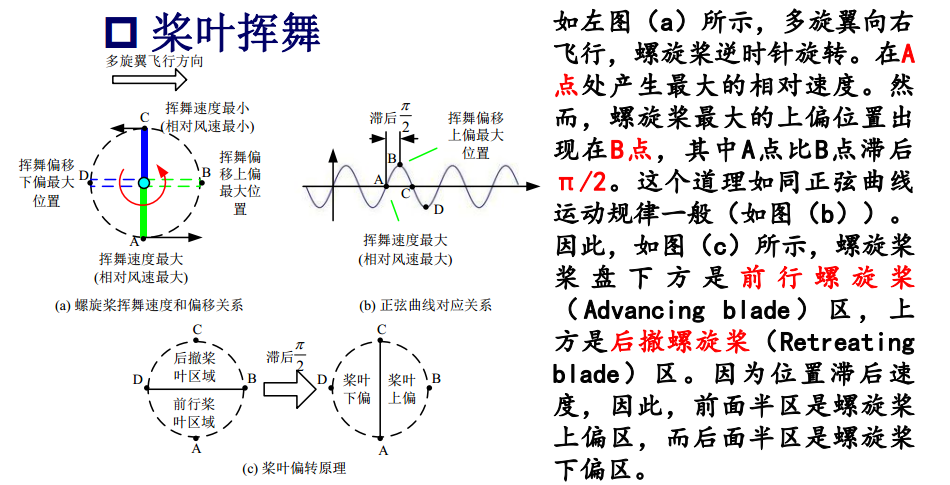 桨叶挥舞
多旋翼飞行方向
挥舞速度最小
(相对风速最小)
C
挥舞偏移
下偏最大
位置
D
B
挥舞偏
移上偏
最大位
置
A
挥舞速度最大
(相对风速最大)
(a) 螺旋桨挥舞速度和偏移关系
滞后 π/2
挥舞偏移
上偏最大
位置
B
A
C
D
挥舞速度最大
(相对风速最大)
(b) 正弦曲线对应关系
C
后撤桨
叶区域
D
B
前行桨
叶区域
A
滞后 π/2
C
D
桨叶
下偏
桨叶
上偏
B
A
(c) 桨叶偏转原理
如左图（a）所示，多旋翼向右
飞行，螺旋桨逆时针旋转。在A
点处产生最大的相对速度。然
而，螺旋桨最大的上偏位置出
现在B点，其中A点比B点滞后
π/2。这个道理如同正弦曲线
运动规律一般（如图（b））。
因此，如图（c）所示，螺旋桨
桨盘下方是前行螺旋桨
（Advancing blade）区，上
方是后撤螺旋桨（Retreating
blade）区。因为位置滞后速
度，因此，前面半区是螺旋桨
上偏区，而后面半区是螺旋桨
下偏区。